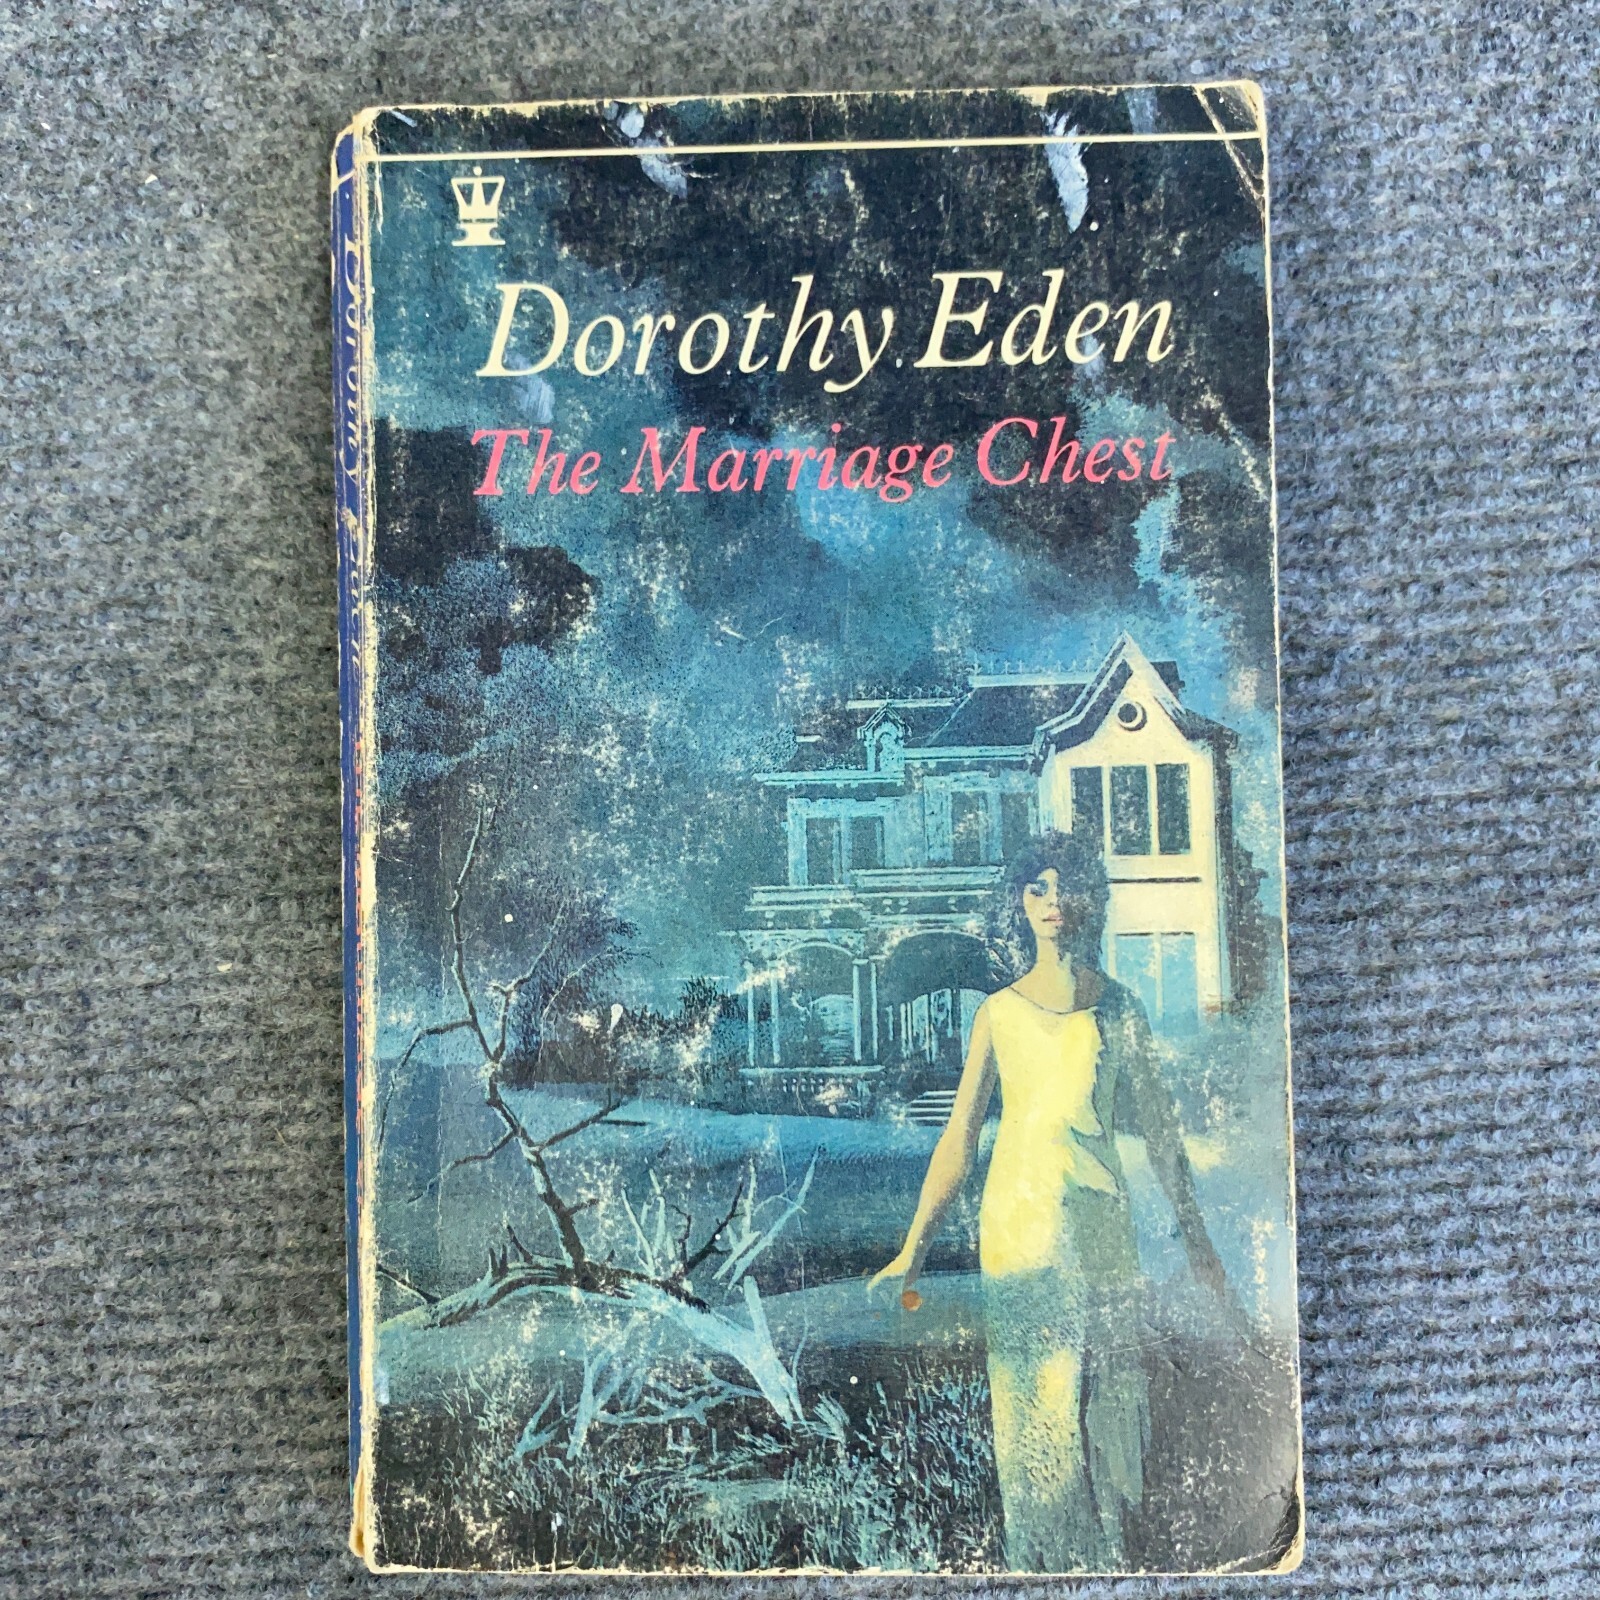 Dorothy Eden
The Marriage Chest